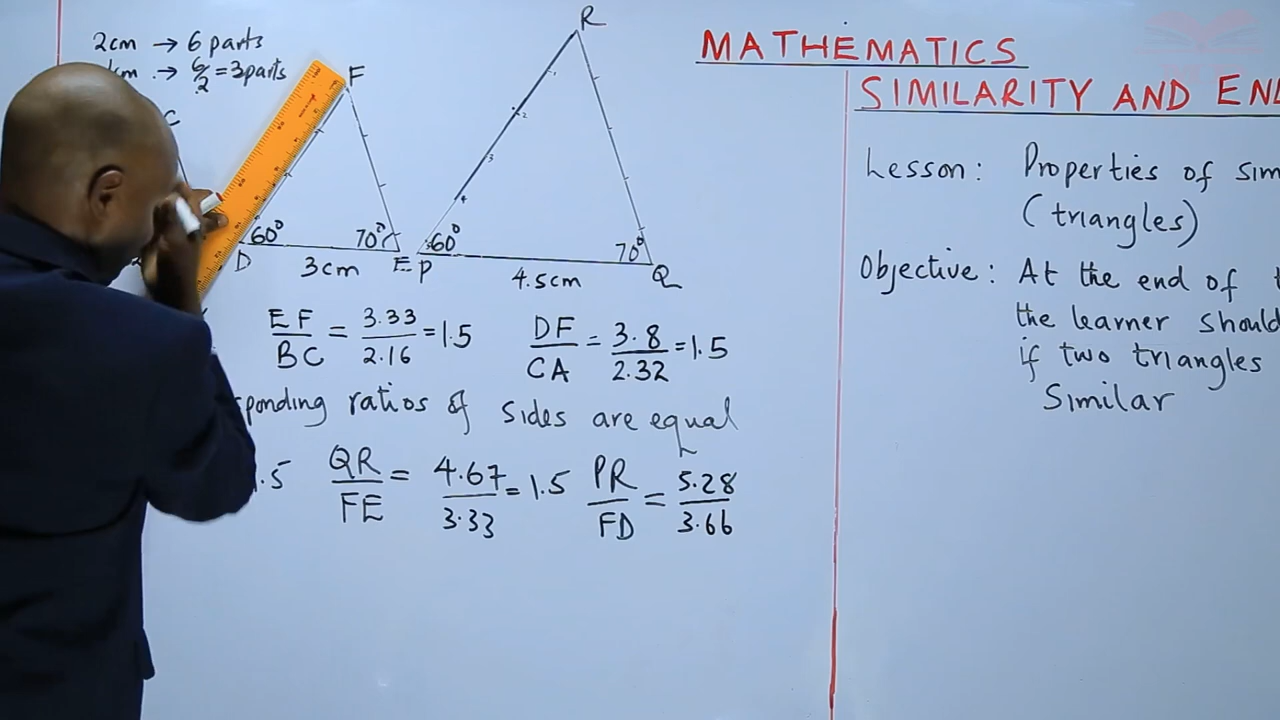 2cm → 6 parts
cm → 6/2 = 3 parts
C
F
R
60°
70°
D
3cm
E
P
60°
70°
4.5cm
Q
EF/BC = 3.33/2.16 = 1.5
DF/CA = 3.8/2.32 = 1.5
ponding ratios of sides are equal
1.5
QR/FE = 4.67/3.33 = 1.5
PR/FD = 5.28/3.66
MATHEMATICS
SIMILARITY AND EN
Lesson: Properties of sim
(triangles)
Objective: At the end of t
the learner should
if two triangles
Similar